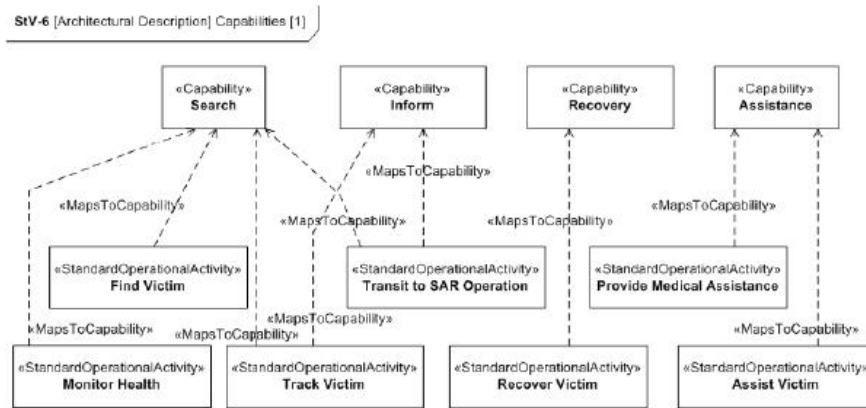 StV-6 [Architectural Description] Capabilities [1]
«Capability»
Search
«Capability»
Inform
«Capability»
Recovery
«Capability»
Assistance
«MapsToCapability»
«MapsToCapability»
«MapsToCapability»
«MapsToCapability»
«MapsToCapability»
«MapsToCapability»
«StandardOperationalActivity»
Find Victim
«StandardOperationalActivity»
Transit to SAR Operation
«StandardOperationalActivity»
Provide Medical Assistance
«MapsToCapability»
«MapsToCapability»
«MapsToCapability»
«MapsToCapability»
«StandardOperationalActivity»
Monitor Health
«StandardOperationalActivity»
Track Victim
«StandardOperationalActivity»
Recover Victim
«StandardOperationalActivity»
Assist Victim